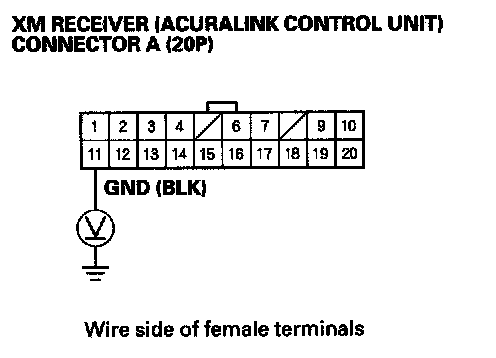 XM RECEIVER (ACURALINK CONTROL UNIT)
CONNECTOR A (20P)
1 2 3 4 6 7 9 10
11 12 13 14 15 16 17 18 19 20
GND (BLK)
V
Wire side of female terminals